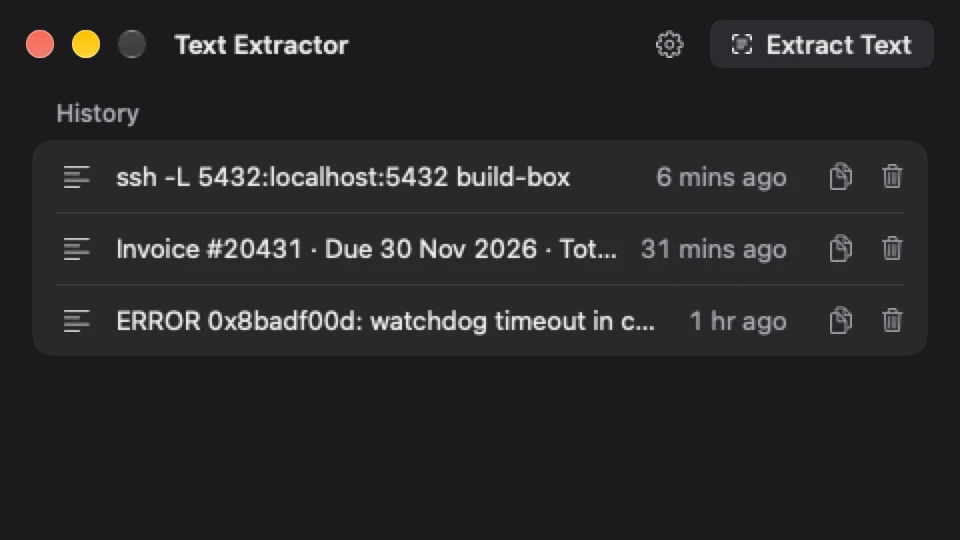 Text Extractor
Extract Text
History
ssh -L 5432:localhost:5432 build-box 6 mins ago
Invoice #20431 · Due 30 Nov 2026 · Tot... 31 mins ago
ERROR 0x8badf00d: watchdog timeout in c... 1 hr ago